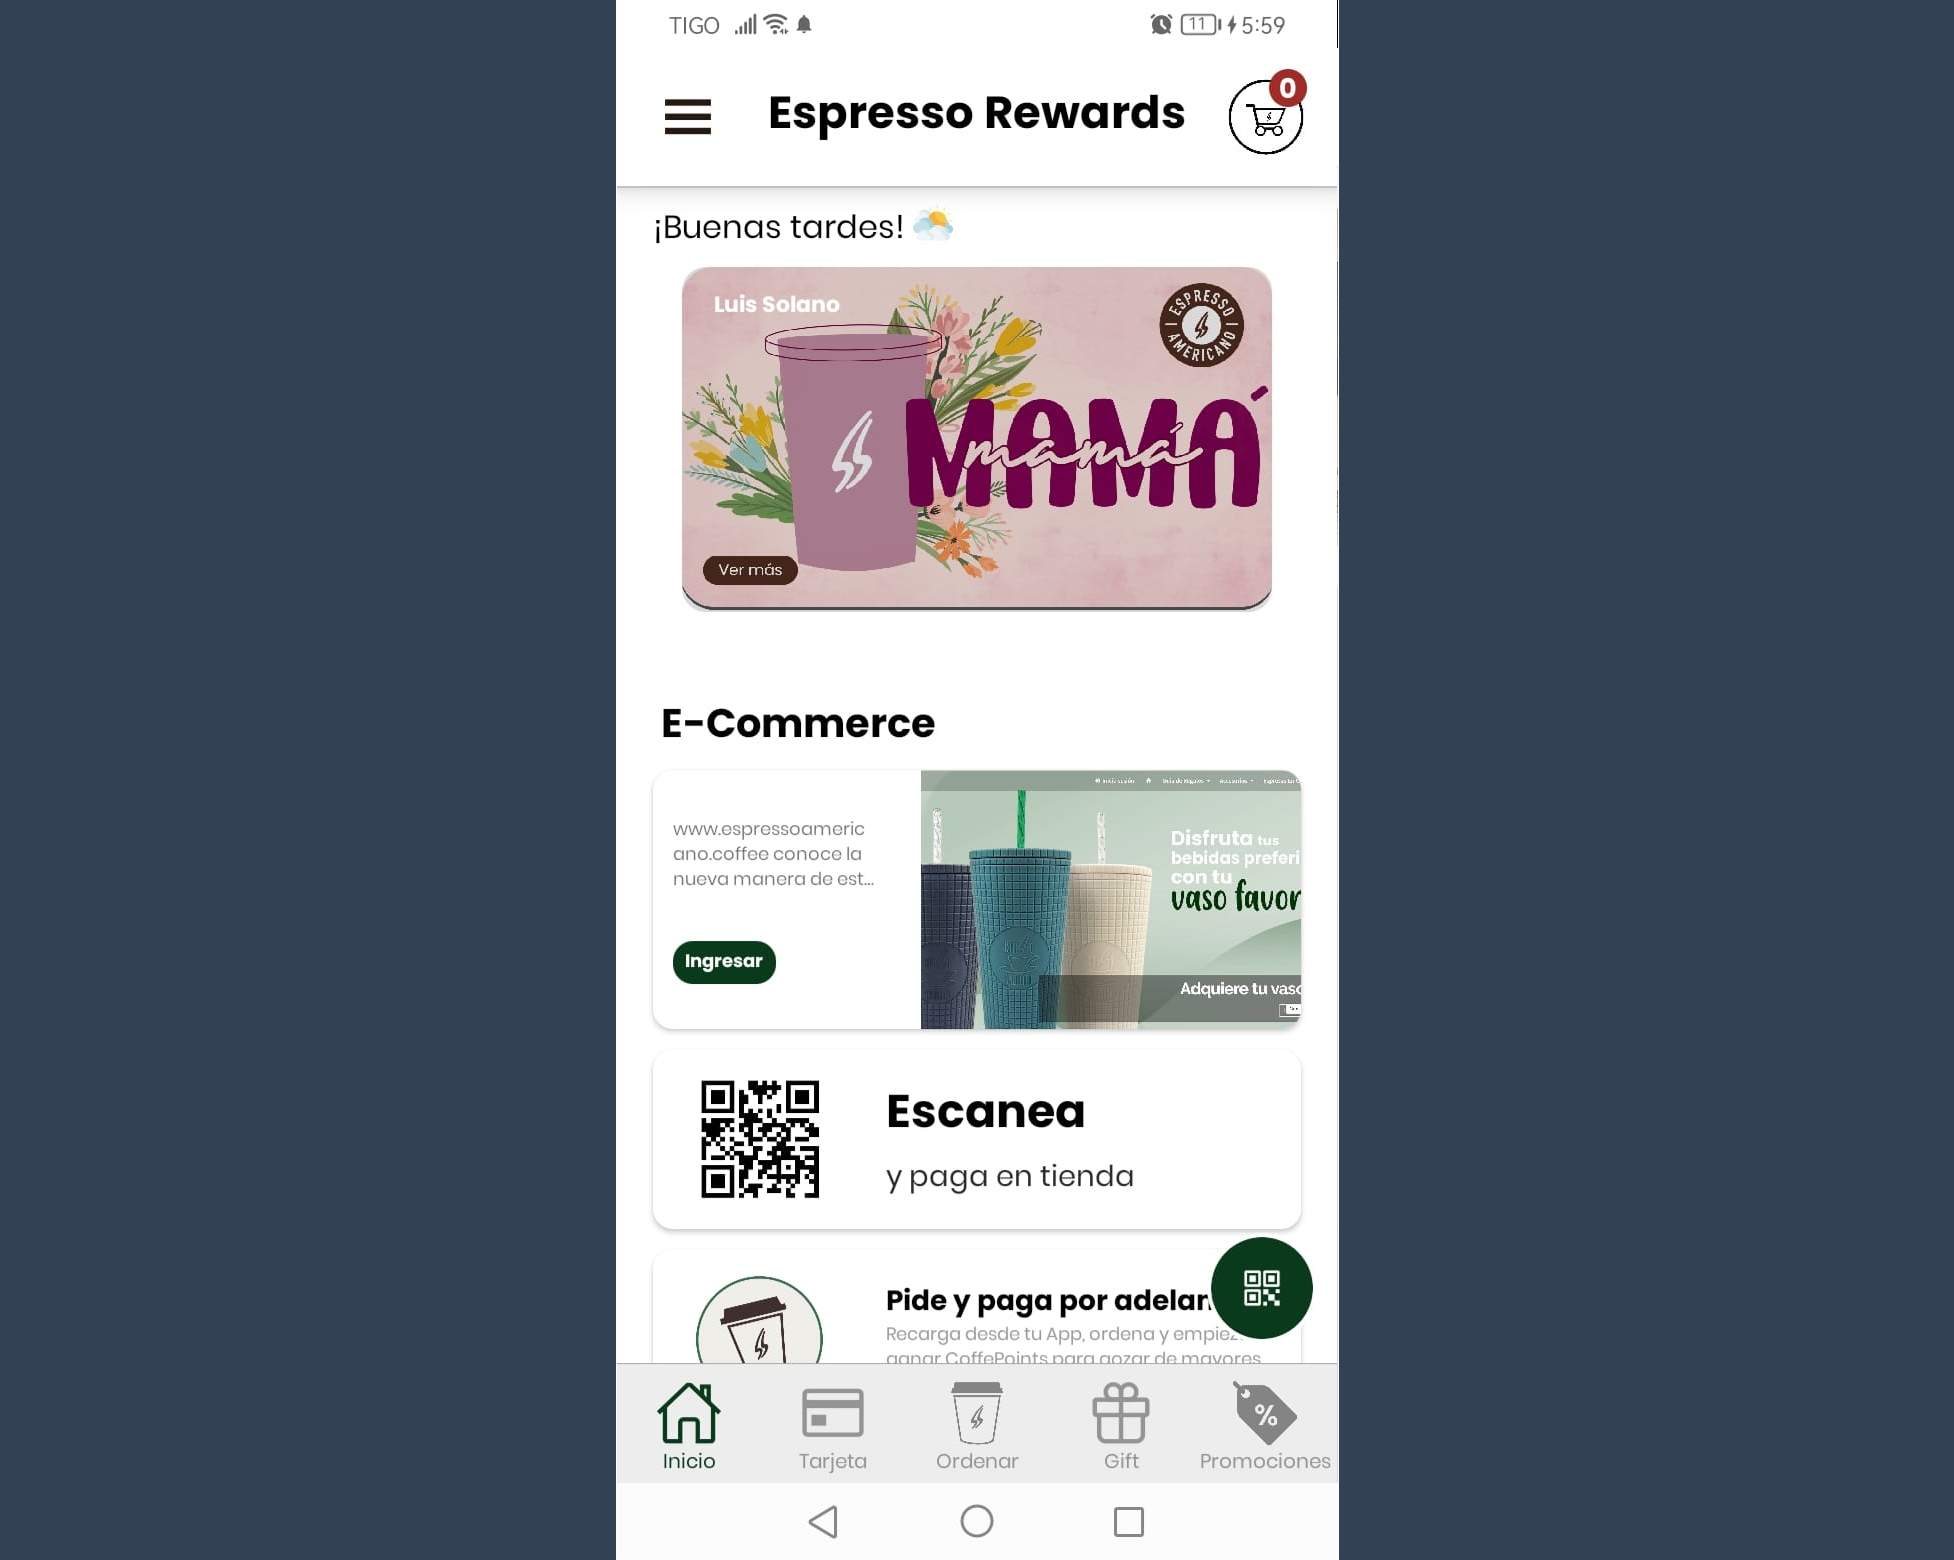 TIGO
11 5:59
Espresso Rewards
0
¡Buenas tardes!
Luis Solano
ESPRESSO
AMERICANO
MAMÁ
mamá
Ver más
E-Commerce
www.espressoameric
ano.coffee conoce la
nueva manera de est...
Ingresar
Disfruta tus
bebidas preferi
con tu
vaso favor
Adquiere tu vaso
Escanea
y paga en tienda
Pide y paga por adelan
Recarga desde tu App, ordena y empiez
ganar CoffePoints para gozar de mayores
Inicio
Tarjeta
Ordenar
Gift
Promociones